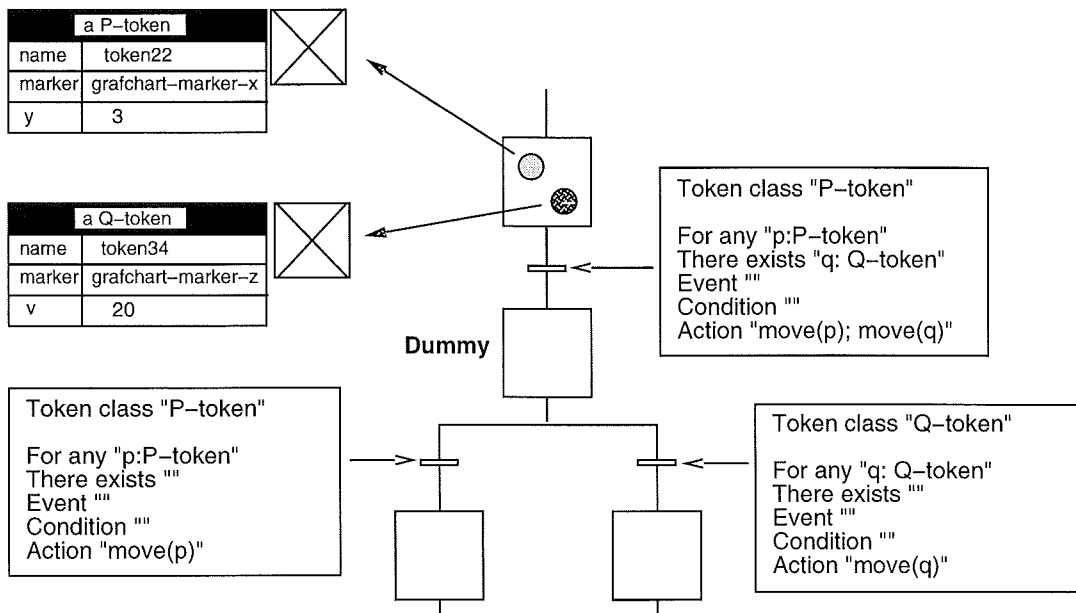 a P–token
name token22
marker grafchart–marker–x
y 3
a Q–token
name token34
marker grafchart–marker–z
v 20
Token class "P–token"
For any "p:P–token"
There exists "q: Q–token"
Event ""
Condition ""
Action "move(p); move(q)"
Dummy
Token class "P–token"
For any "p:P–token"
There exists ""
Event ""
Condition ""
Action "move(p)"
Token class "Q–token"
For any "q: Q–token"
There exists ""
Event ""
Condition ""
Action "move(q)"